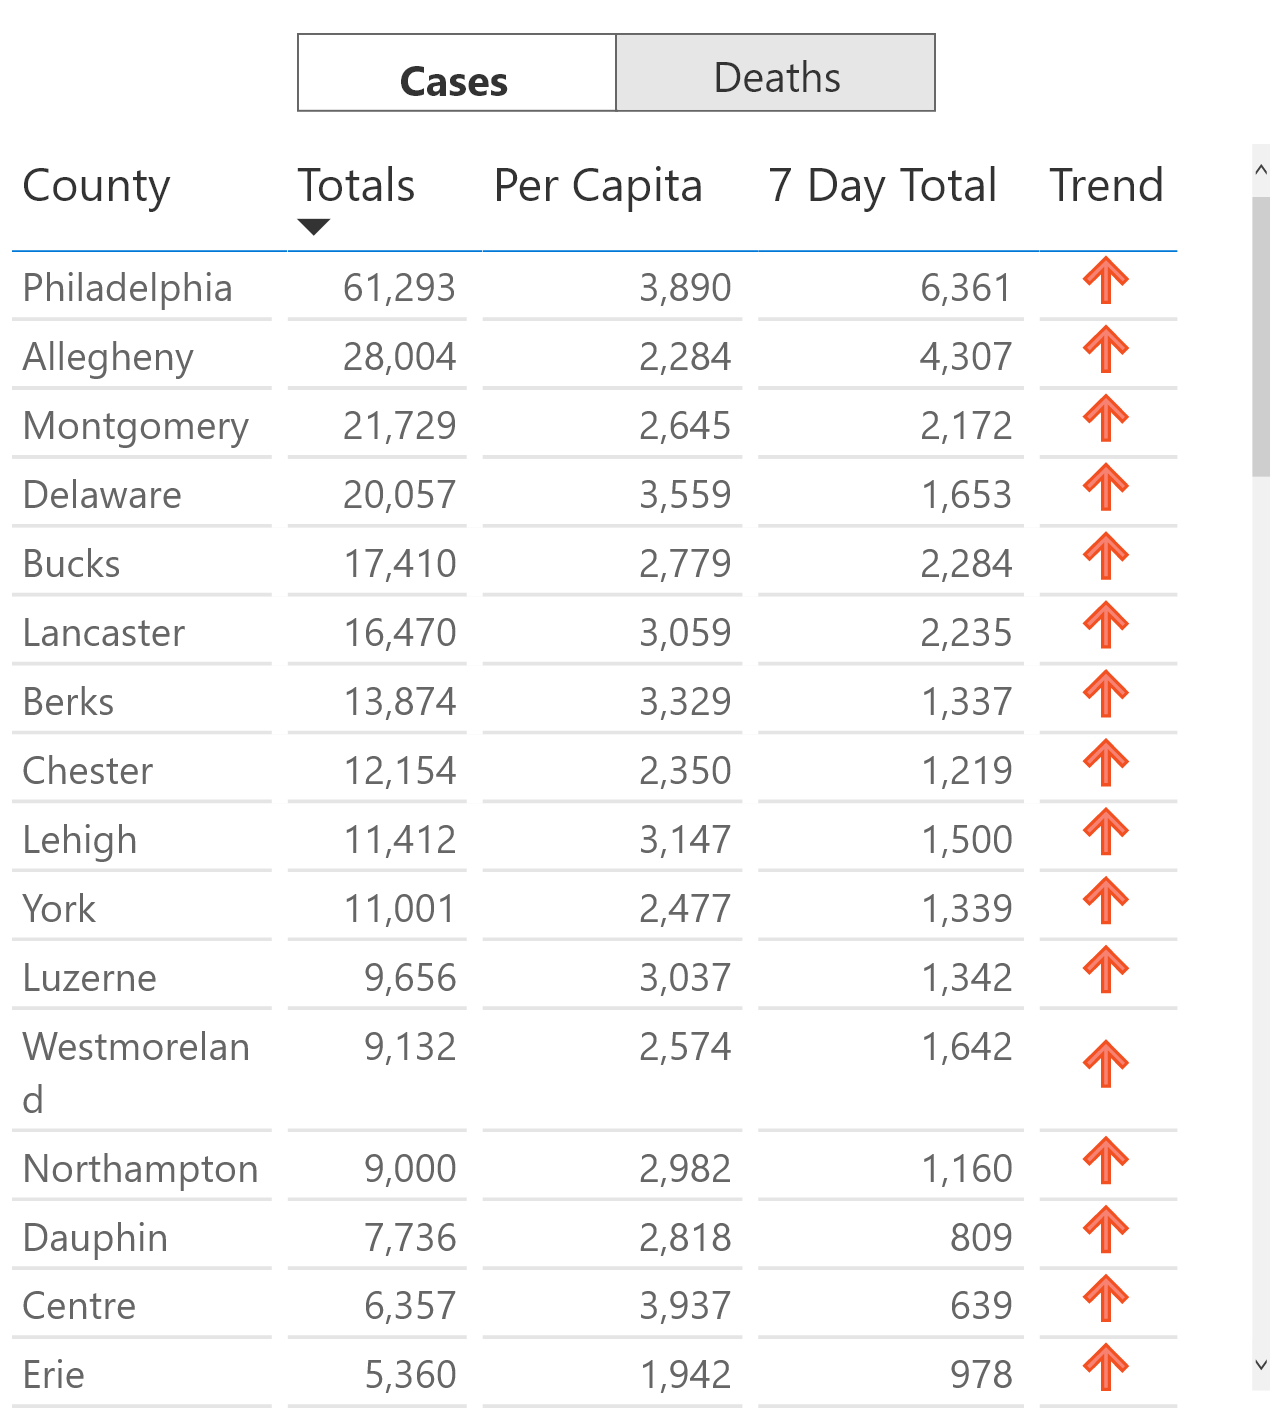 Cases Deaths
County Totals Per Capita 7 Day Total Trend
Philadelphia 61,293 3,890 6,361
Allegheny 28,004 2,284 4,307
Montgomery 21,729 2,645 2,172
Delaware 20,057 3,559 1,653
Bucks 17,410 2,779 2,284
Lancaster 16,470 3,059 2,235
Berks 13,874 3,329 1,337
Chester 12,154 2,350 1,219
Lehigh 11,412 3,147 1,500
York 11,001 2,477 1,339
Luzerne 9,656 3,037 1,342
Westmorelan 9,132 2,574 1,642
d
Northampton 9,000 2,982 1,160
Dauphin 7,736 2,818 809
Centre 6,357 3,937 639
Erie 5,360 1,942 978